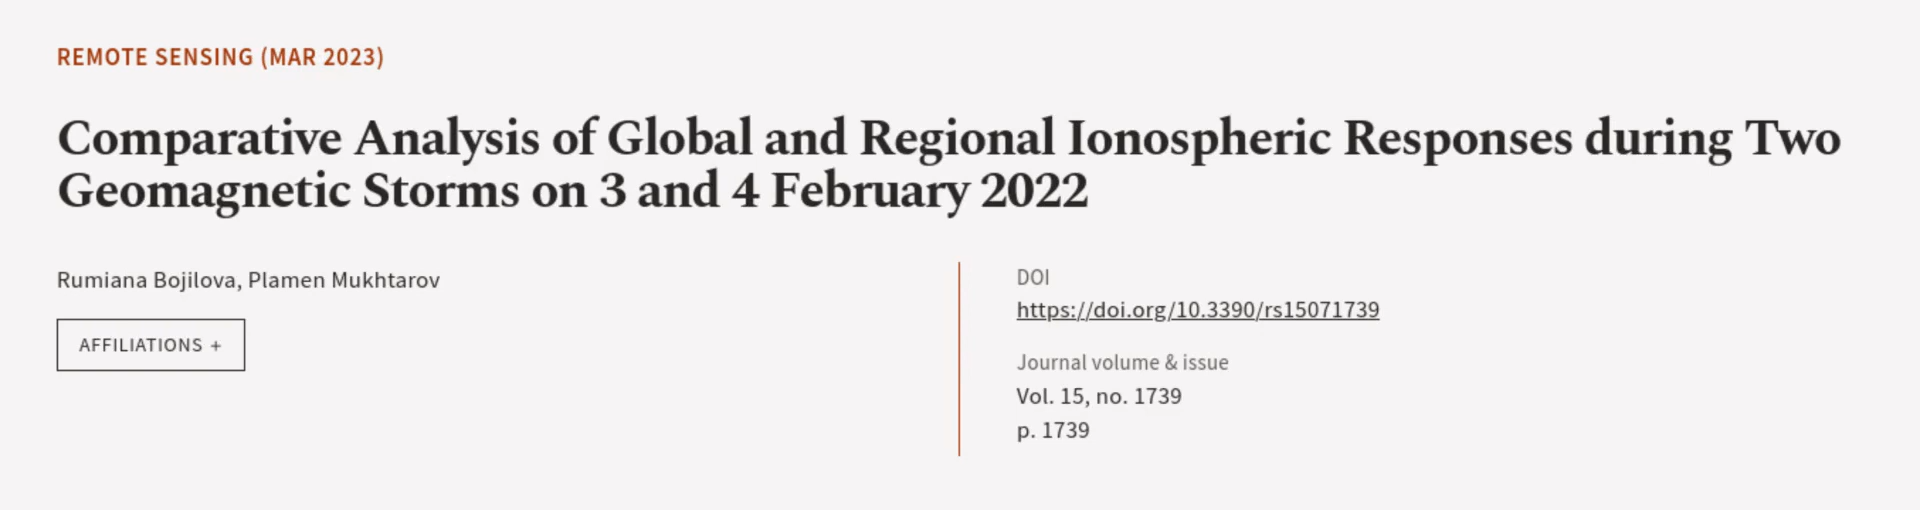 REMOTE SENSING (MAR 2023)
Comparative Analysis of Global and Regional Ionospheric Responses during Two
Geomagnetic Storms on 3 and 4 February 2022
Rumiana Bojilova, Plamen Mukhtarov
AFFILIATIONS +
DOI
https://doi.org/10.3390/rs15071739
Journal volume & issue
Vol. 15, no. 1739
p. 1739